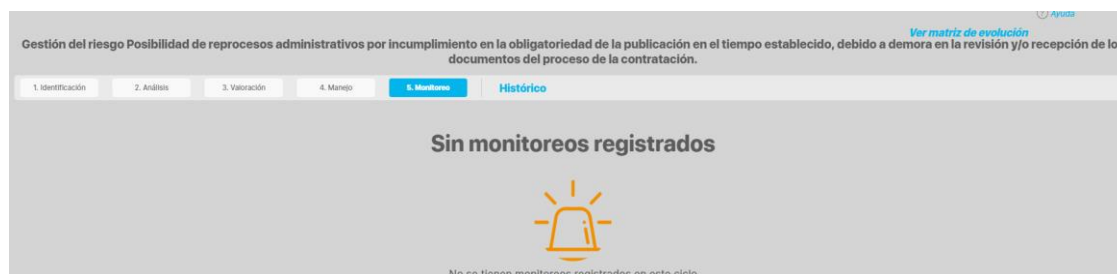 Ayuda
Ver matriz de evolución
Gestión del riesgo Posibilidad de reprocesos administrativos por incumplimiento en la obligatoriedad de la publicación en el tiempo establecido, debido a demora en la revisión y/o recepción de lo
documentos del proceso de la contratación.
1. Identificación 2. Análisis 3. Valoración 4. Manejo 5. Monitoreo Histórico
Sin monitoreos registrados
No se tienen monitoreos registrados en este ciclo